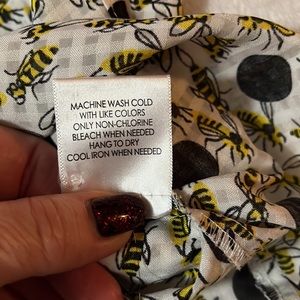 MACHINE WASH COLD
WITH LIKE COLORS
ONLY NON-CHLORINE
BLEACH WHEN NEEDED
HANG TO DRY
COOL IRON WHEN NEEDED